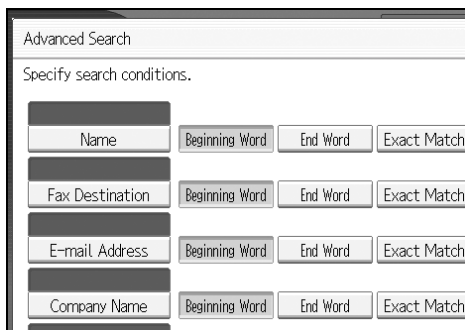 Advanced Search
Specify search conditions.
Name Beginning Word End Word Exact Match
Fax Destination Beginning Word End Word Exact Match
E-mail Address Beginning Word End Word Exact Match
Company Name Beginning Word End Word Exact Match